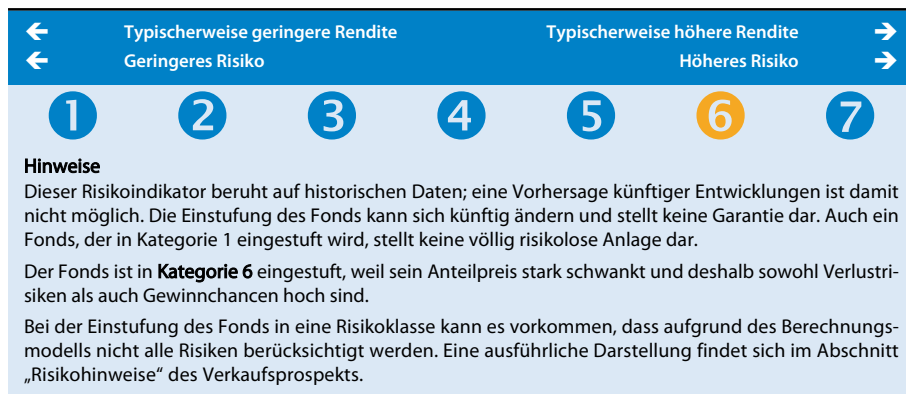 ← Typischerweise geringere Rendite Typischerweise höhere Rendite →
← Geringeres Risiko Höheres Risiko →
1 2 3 4 5 6 7
Hinweise
Dieser Risikoindikator beruht auf historischen Daten; eine Vorhersage künftiger Entwicklungen ist damit
nicht möglich. Die Einstufung des Fonds kann sich künftig ändern und stellt keine Garantie dar. Auch ein
Fonds, der in Kategorie 1 eingestuft wird, stellt keine völlig risikolose Anlage dar.
Der Fonds ist in Kategorie 6 eingestuft, weil sein Anteilpreis stark schwankt und deshalb sowohl Verlustri-
siken als auch Gewinnchancen hoch sind.
Bei der Einstufung des Fonds in eine Risikoklasse kann es vorkommen, dass aufgrund des Berechnungs-
modells nicht alle Risiken berücksichtigt werden. Eine ausführliche Darstellung findet sich im Abschnitt
„Risikohinweise“ des Verkaufsprospekts.